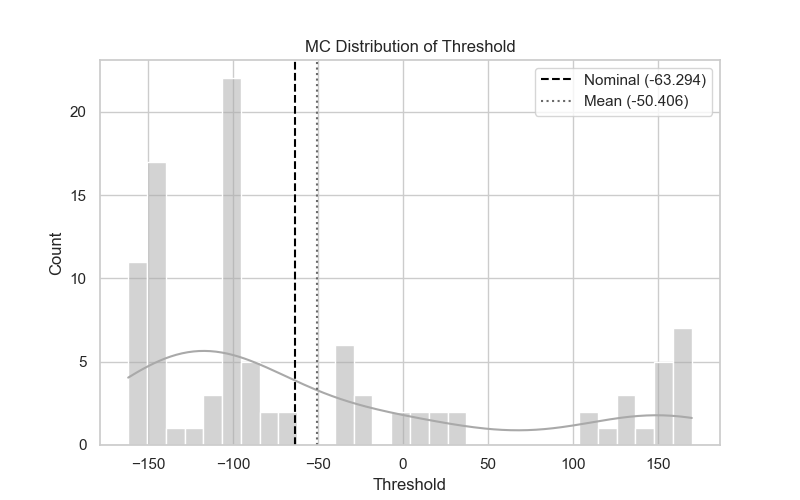 MC Distribution of Threshold
Nominal (-63.294)
Mean (-50.406)
20
15
10
5
0
Count
−150
−100
−50
0
50
100
150
Threshold